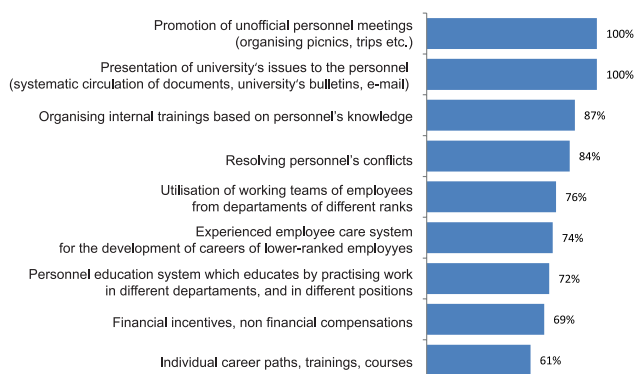 Promotion of unofficial personnel meetings
(organising picnics, trips etc.)
100%
Presentation of university's issues to the personnel
(systematic circulation of documents, university's bulletins, e-mail)
100%
Organising internal trainings based on personnel's knowledge
87%
Resolving personnel's conflicts
84%
Utilisation of working teams of employees
from departaments of different ranks
76%
Experienced employee care system
for the development of careers of lower-ranked employyes
74%
Personnel education system which educates by practising work
in different departaments, and in different positions
72%
Financial incentives, non financial compensations
69%
Individual career paths, trainings, courses
61%